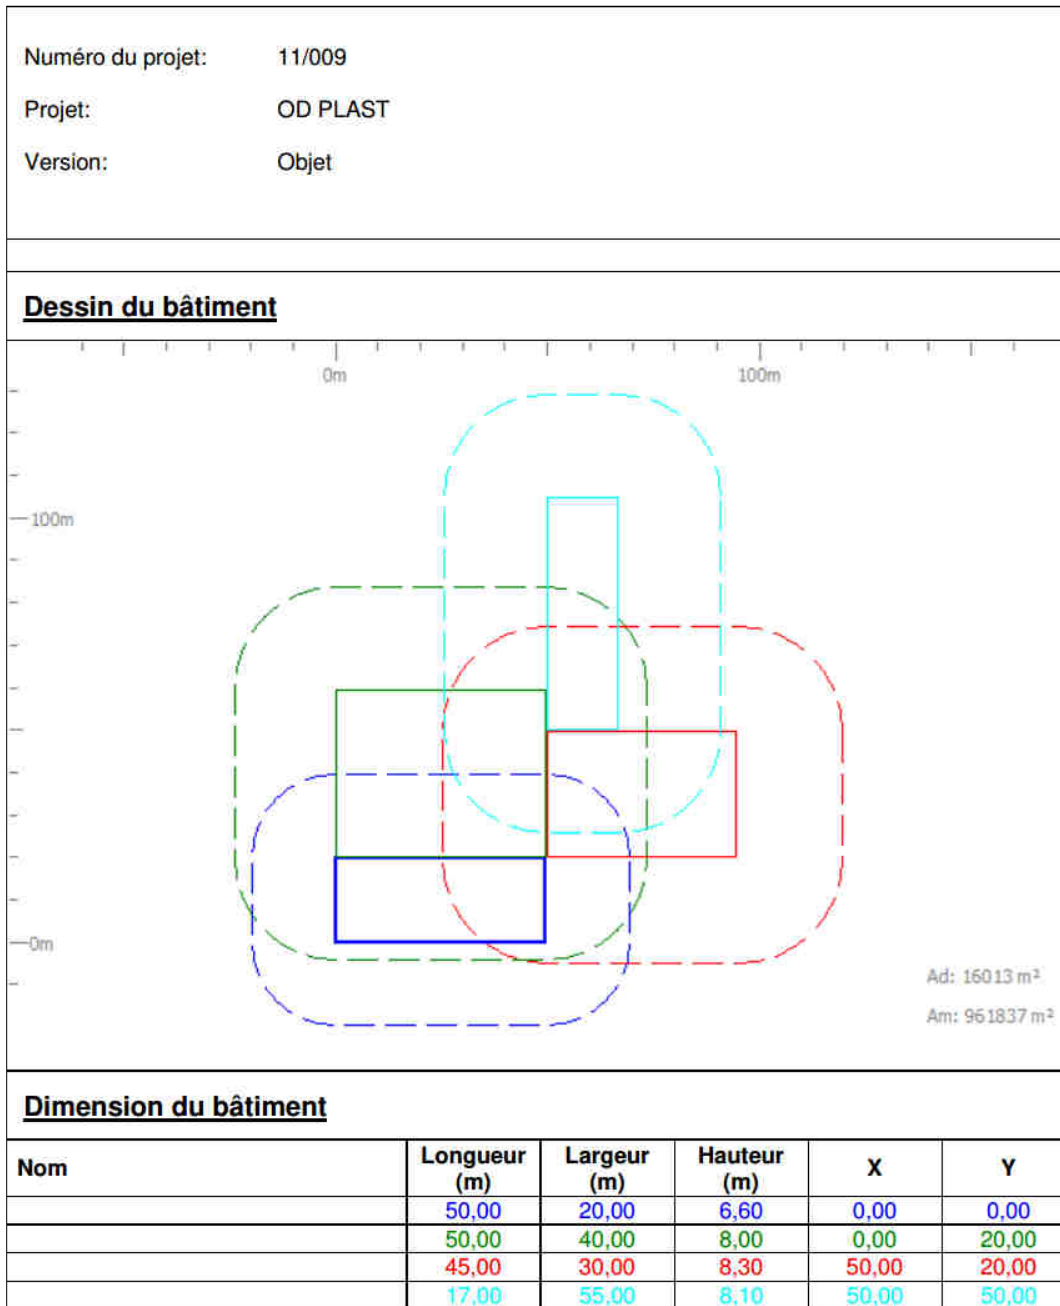 Numéro du projet: 11/009
Projet: OD PLAST
Version: Objet
Dessin du bâtiment
0m 100m
100m
0m
Ad: 16013 m²
Am: 961837 m²
Dimension du bâtiment
Nom Longueur (m) Largeur (m) Hauteur (m) X Y
50,00 20,00 6,60 0,00 0,00
50,00 40,00 8,00 0,00 20,00
45,00 30,00 8,30 50,00 20,00
17,00 55,00 8,10 50,00 50,00